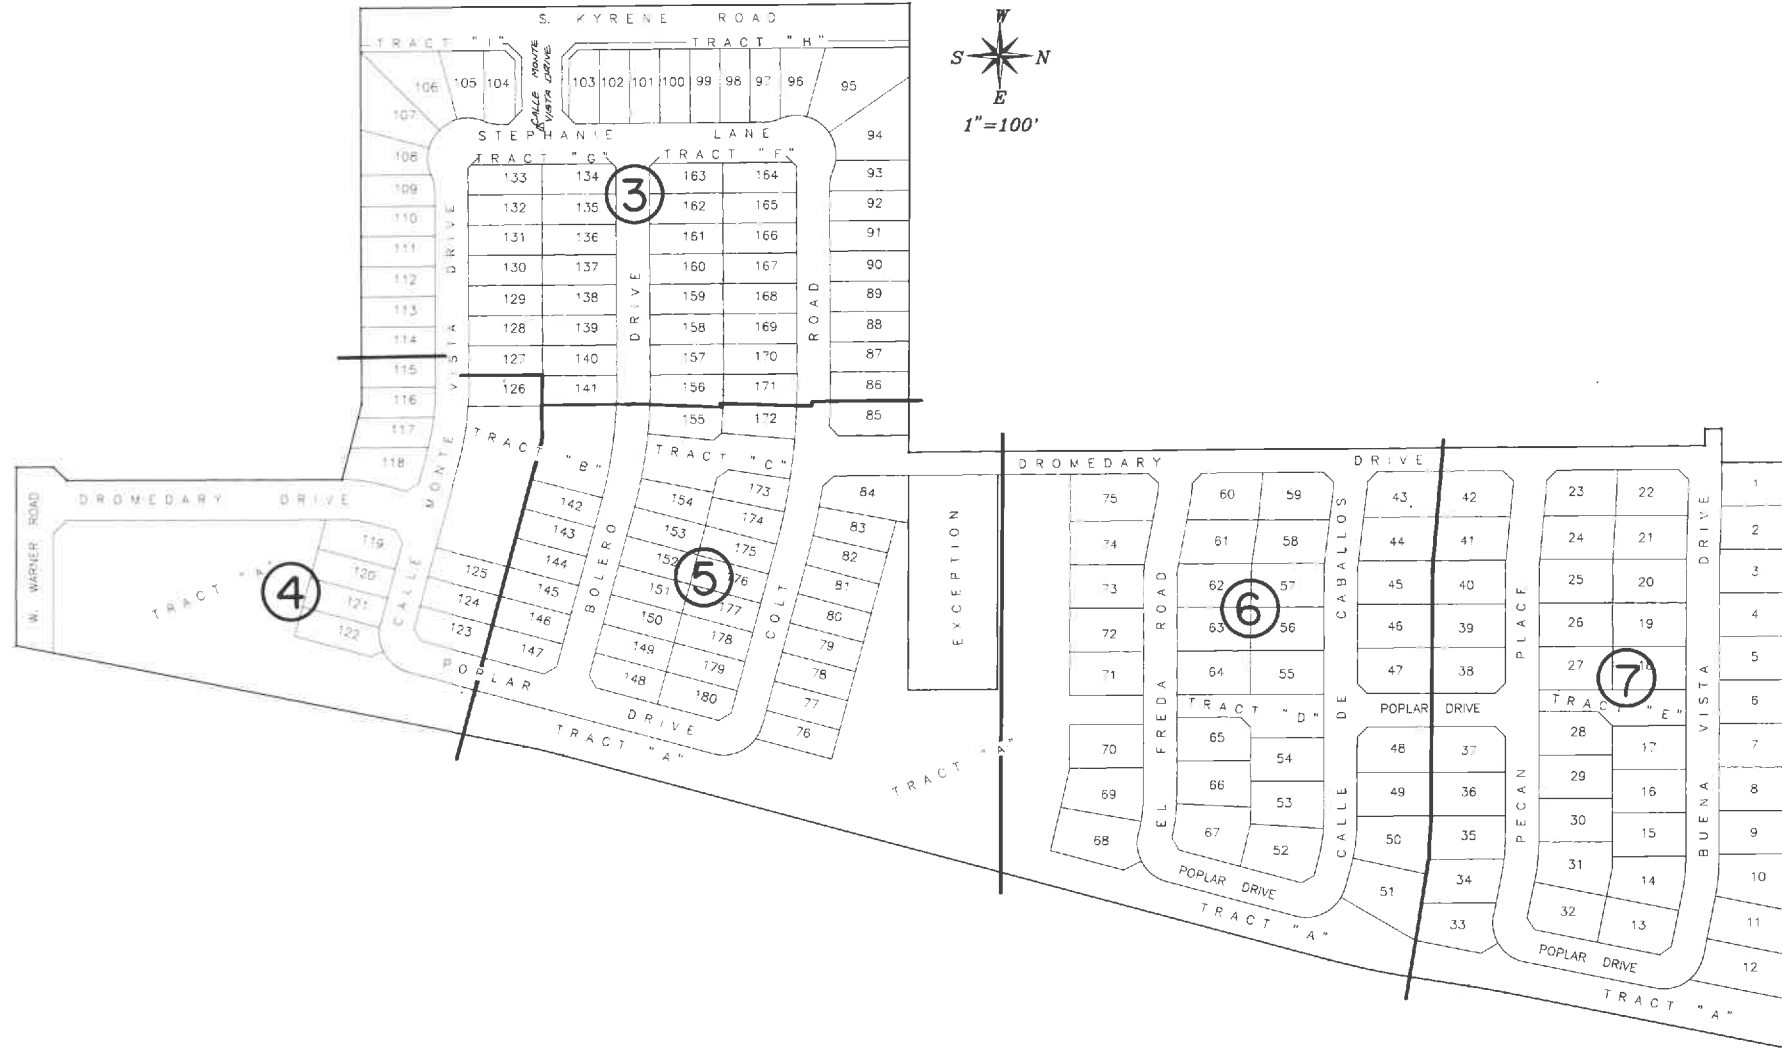 S. KYRENE ROAD
TRACT "I"
CALLE MONTE
VISTA DRIVE
TRACT "H"
W
S N
E
1"=100'
106 105 104 103 102 101 100 99 98 97 96 95
107
STEPHANIE LANE
94
108 TRACT "G" TRACT "F"
133 134 163 164 93
3
109
132 135 162 165 92
110
131 136 161 166 91
111
130 137 160 167 90
112
129 138 159 168 89
113
128 139 158 169 88
114
127 140 157 170 87
115
126 141 156 171 86
116
155 172 85
117
118
MONTE VISTA DRIVE
DRIVE
ROAD
TRACT "B"
TRACT "C"
W. WARNER ROAD
DROMEDARY DRIVE
TRACT "A"
4
119
120
121
122
CALLE
125
124
123
POPLAR
142
143
144
145
146
147
BOLERO
154 173
153 174
152 175
5
151 176
150 177
149 178
148 179
180
COLT
84
83
82
81
80
79
78
77
76
DRIVE
TRACT "A"
EXCEPTION
TRACT "A"
DROMEDARY DRIVE
75
74
73
72
71
70
69
68
EL FREDA ROAD
60 59
61 58
62 57
6
63 56
64 55
TRACT "D"
65 54
66 53
67 52
POPLAR DRIVE
TRACT "A"
CALLE DE CABALLOS
43 42
44 41
45 40
46 39
47 38
POPLAR DRIVE
48 37
49 36
50 35
51 34
33
PECAN PLACE
23 22
24 21
25 20
26 19
27 18
7
TRACT "E"
28 17
29 16
30 15
31 14
32 13
POPLAR DRIVE
BUENA VISTA DRIVE
1
2
3
4
5
6
7
8
9
10
11
12
TRACT "A"